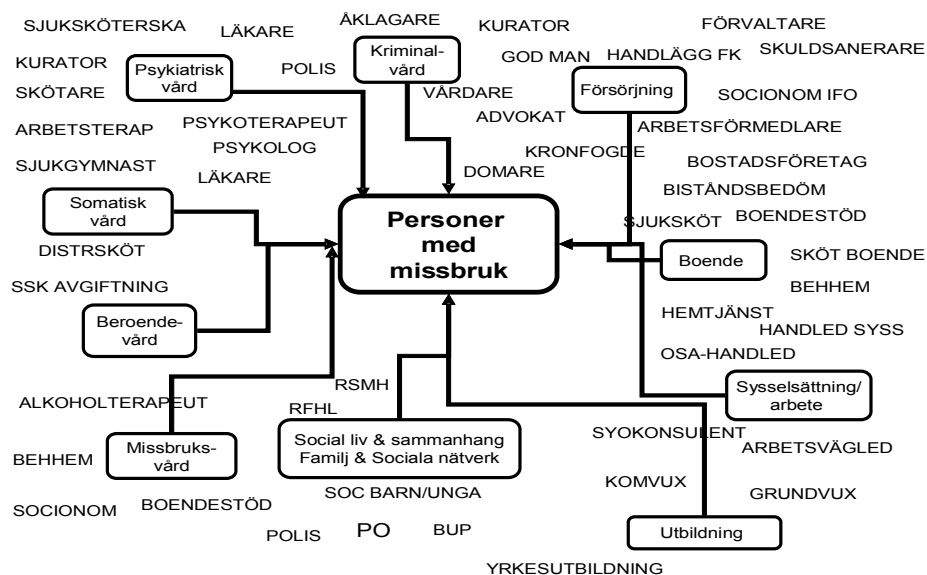 SJUKSKÖTERSKA
LÄKARE
ÅKLAGARE
KURATOR
FÖRVALTARE
KURATOR
Psykiatrisk
vård
POLIS
Kriminal-
vård
GOD MAN
HANDLÄGG FK
SKULDSANERARE
SKÖTARE
VÅRDARE
Försörjning
SOCIONOM IFO
ADVOKAT
ARBETSTERAP
PSYKOTERAPEUT
ARBETSFÖRMEDLARE
PSYKOLOG
KRONFOGDE
SJUKGYMNAST
LÄKARE
DOMARE
BOSTADSFÖRETAG
BISTÅNDSBEDÖM
Somatisk
vård
Personer
med
missbruk
SJUKSKÖT
BOENDESTÖD
DISTRSKÖT
Boende
SKÖT BOENDE
SSK AVGIFTNING
BEHHEM
Beroende-
vård
HEMTJÄNST
HANDLED SYSS
OSA-HANDLED
RSMH
Sysselsättning/
arbete
ALKOHOLTERAPEUT
RFHL
Missbruks-
vård
Social liv & sammanhang
Familj & Sociala nätverk
SYOKONSULENT
ARBETSVÄGLED
BEHHEM
KOMVUX
GRUNDVUX
SOC BARN/UNGA
SOCIONOM
BOENDESTÖD
POLIS
PO
BUP
Utbildning
YRKESUTBILDNING